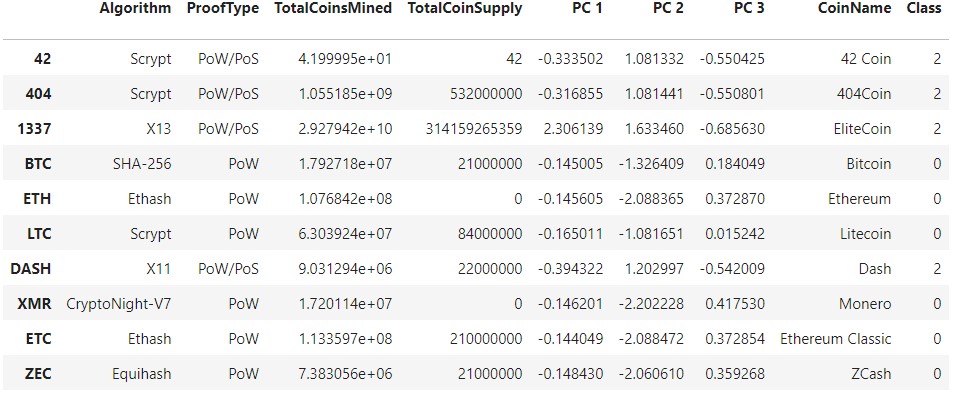 Algorithm ProofType TotalCoinsMined TotalCoinSupply PC 1 PC 2 PC 3 CoinName Class
42 Scrypt PoW/PoS 4.199995e+01 42 -0.333502 1.081332 -0.550425 42 Coin 2
404 Scrypt PoW/PoS 1.055185e+09 532000000 -0.316855 1.081441 -0.550801 404Coin 2
1337 X13 PoW/PoS 2.927942e+10 314159265359 2.306139 1.633460 -0.685630 EliteCoin 2
BTC SHA-256 PoW 1.792718e+07 21000000 -0.145005 -1.326409 0.184049 Bitcoin 0
ETH Ethash PoW 1.076842e+08 0 -0.145605 -2.088365 0.372870 Ethereum 0
LTC Scrypt PoW 6.303924e+07 84000000 -0.165011 -1.081651 0.015242 Litecoin 0
DASH X11 PoW/PoS 9.031294e+06 22000000 -0.394322 1.202997 -0.542009 Dash 2
XMR CryptoNight-V7 PoW 1.720114e+07 0 -0.146201 -2.202228 0.417530 Monero 0
ETC Ethash PoW 1.133597e+08 210000000 -0.144049 -2.088472 0.372854 Ethereum Classic 0
ZEC Equihash PoW 7.383056e+06 21000000 -0.148430 -2.060610 0.359268 ZCash 0